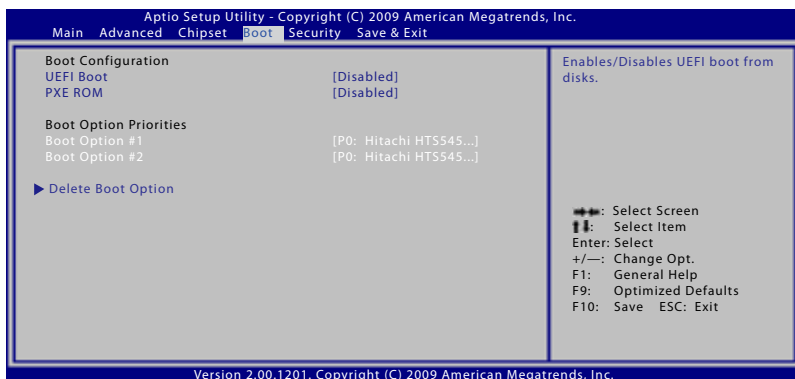 Aptio Setup Utility - Copyright (C) 2009 American Megatrends, Inc.
Main Advanced Chipset Boot Security Save & Exit
Boot Configuration
UEFI Boot [Disabled]
PXE ROM [Disabled]
Boot Option Priorities
Boot Option #1 [P0: Hitachi HTS545...]
Boot Option #2 [P0: Hitachi HTS545...]
Delete Boot Option
Enables/Disables UEFI boot from
disks.
: Select Screen
: Select Item
Enter: Select
+/—: Change Opt.
F1: General Help
F9: Optimized Defaults
F10: Save ESC: Exit
Version 2.00.1201. Copyright (C) 2009 American Megatrends, Inc.